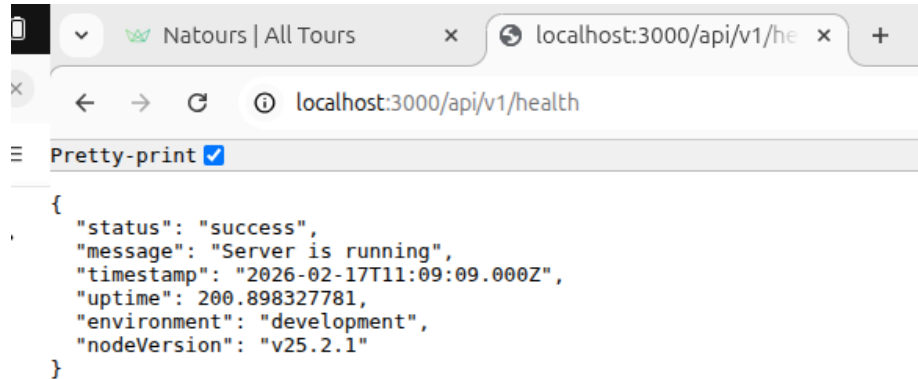 Natours | All Tours
localhost:3000/api/v1/he
localhost:3000/api/v1/health
Pretty-print
{
"status": "success",
"message": "Server is running",
"timestamp": "2026-02-17T11:09:09.000Z",
"uptime": 200.898327781,
"environment": "development",
"nodeVersion": "v25.2.1"
}